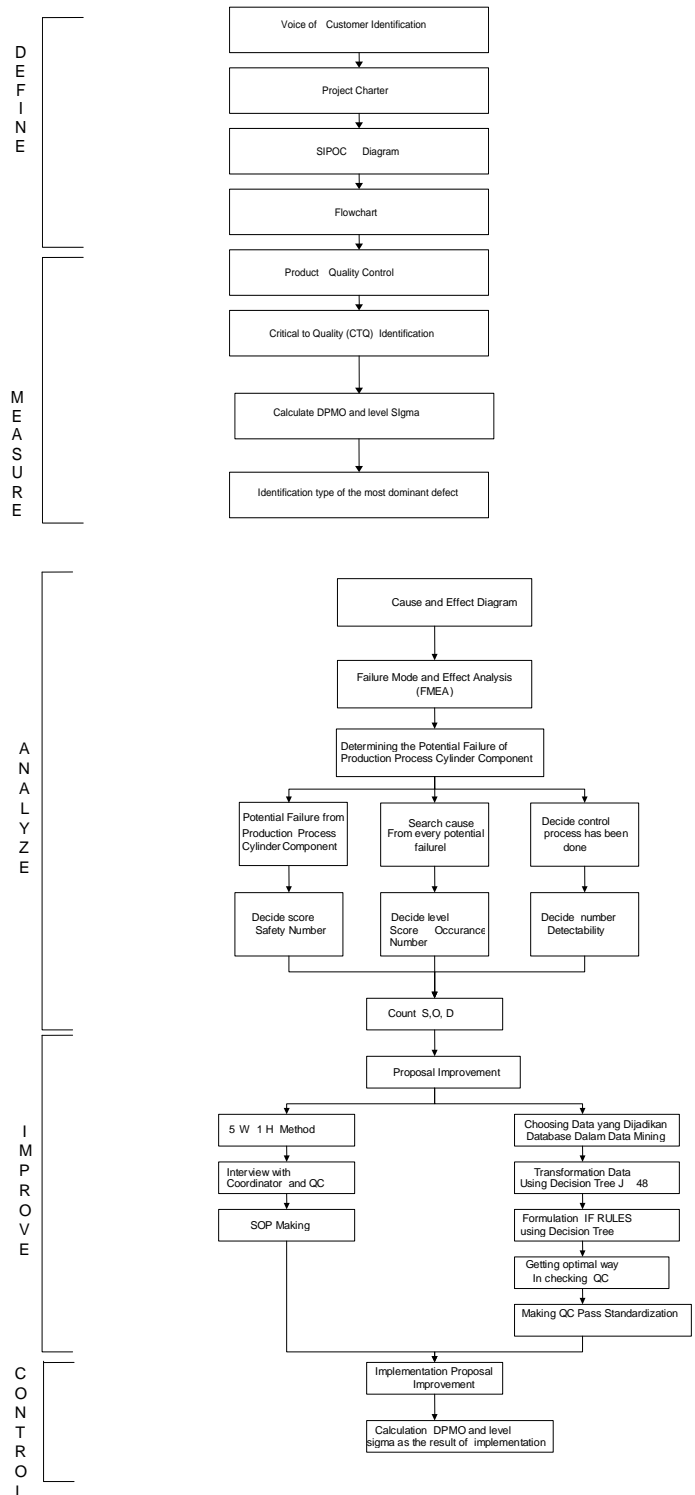 DEFINE
Voice of Customer Identification
Project Charter
SIPOC Diagram
Flowchart
MEASURE
Product Quality Control
Critical to Quality (CTQ) Identification
Calculate DPMO and level SIgma
Identification type of the most dominant defect
ANALYZE
Cause and Effect Diagram
Failure Mode and Effect Analysis
(FMEA)
Determining the Potential Failure of
Production Process Cylinder Component
Potential Failure from
Production Process
Cylinder Component
Search cause
From every potential
failurel
Decide control
process has been
done
Decide score
Safety Number
Decide level
Score Occurance
Number
Decide number
Detectability
Count S,O, D
IMPROVE
Proposal Improvement
5 W 1 H Method
Interview with
Coordinator and QC
SOP Making
Choosing Data yang Dijadikan
Database Dalam Data Mining
Transformation Data
Using Decision Tree J 48
Formulation IF RULES
using Decision Tree
Getting optimal way
In checking QC
Making QC Pass Standardization
CONTROL
Implementation Proposal
Improvement
Calculation DPMO and level
sigma as the result of implementation